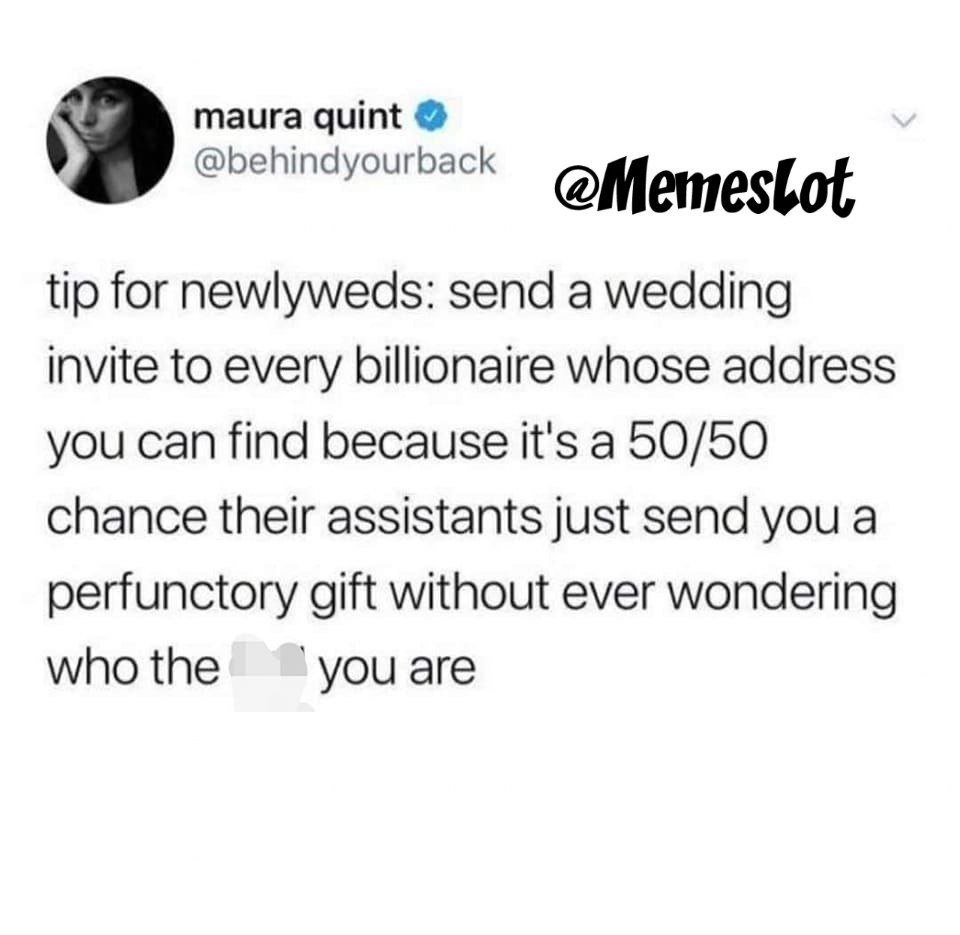 maura quint
@behindyourback
@MemesLot
tip for newlyweds: send a wedding
invite to every billionaire whose address
you can find because it's a 50/50
chance their assistants just send you a
perfunctory gift without ever wondering
who the you are